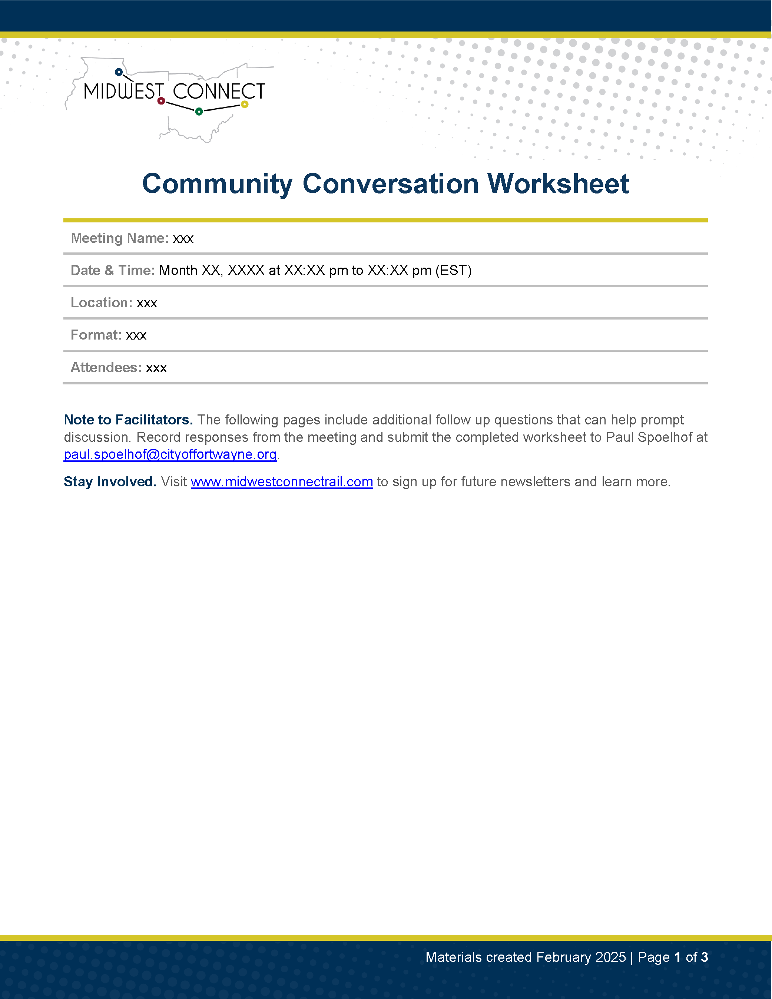 MIDWEST CONNECT
Community Conversation Worksheet
Meeting Name: xxx
Date & Time: Month XX, XXXX at XX:XX pm to XX:XX pm (EST)
Location: xxx
Format: xxx
Attendees: xxx
Note to Facilitators. The following pages include additional follow up questions that can help prompt
discussion. Record responses from the meeting and submit the completed worksheet to Paul Spoelhof at
paul.spoelhof@cityoffortwayne.org.
Stay Involved. Visit www.midwestconnectrail.com to sign up for future newsletters and learn more.
Materials created February 2025 | Page 1 of 3